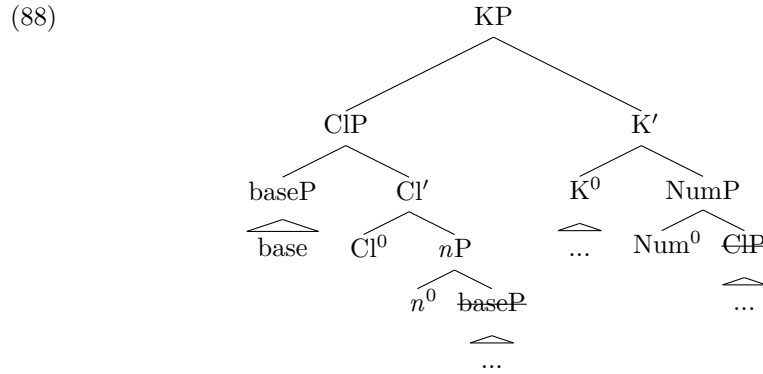 (88) KP
ClP K′
baseP Cl′ K⁰ NumP
base Cl⁰ nP ... Num⁰ ClP
n⁰ baseP ...
...